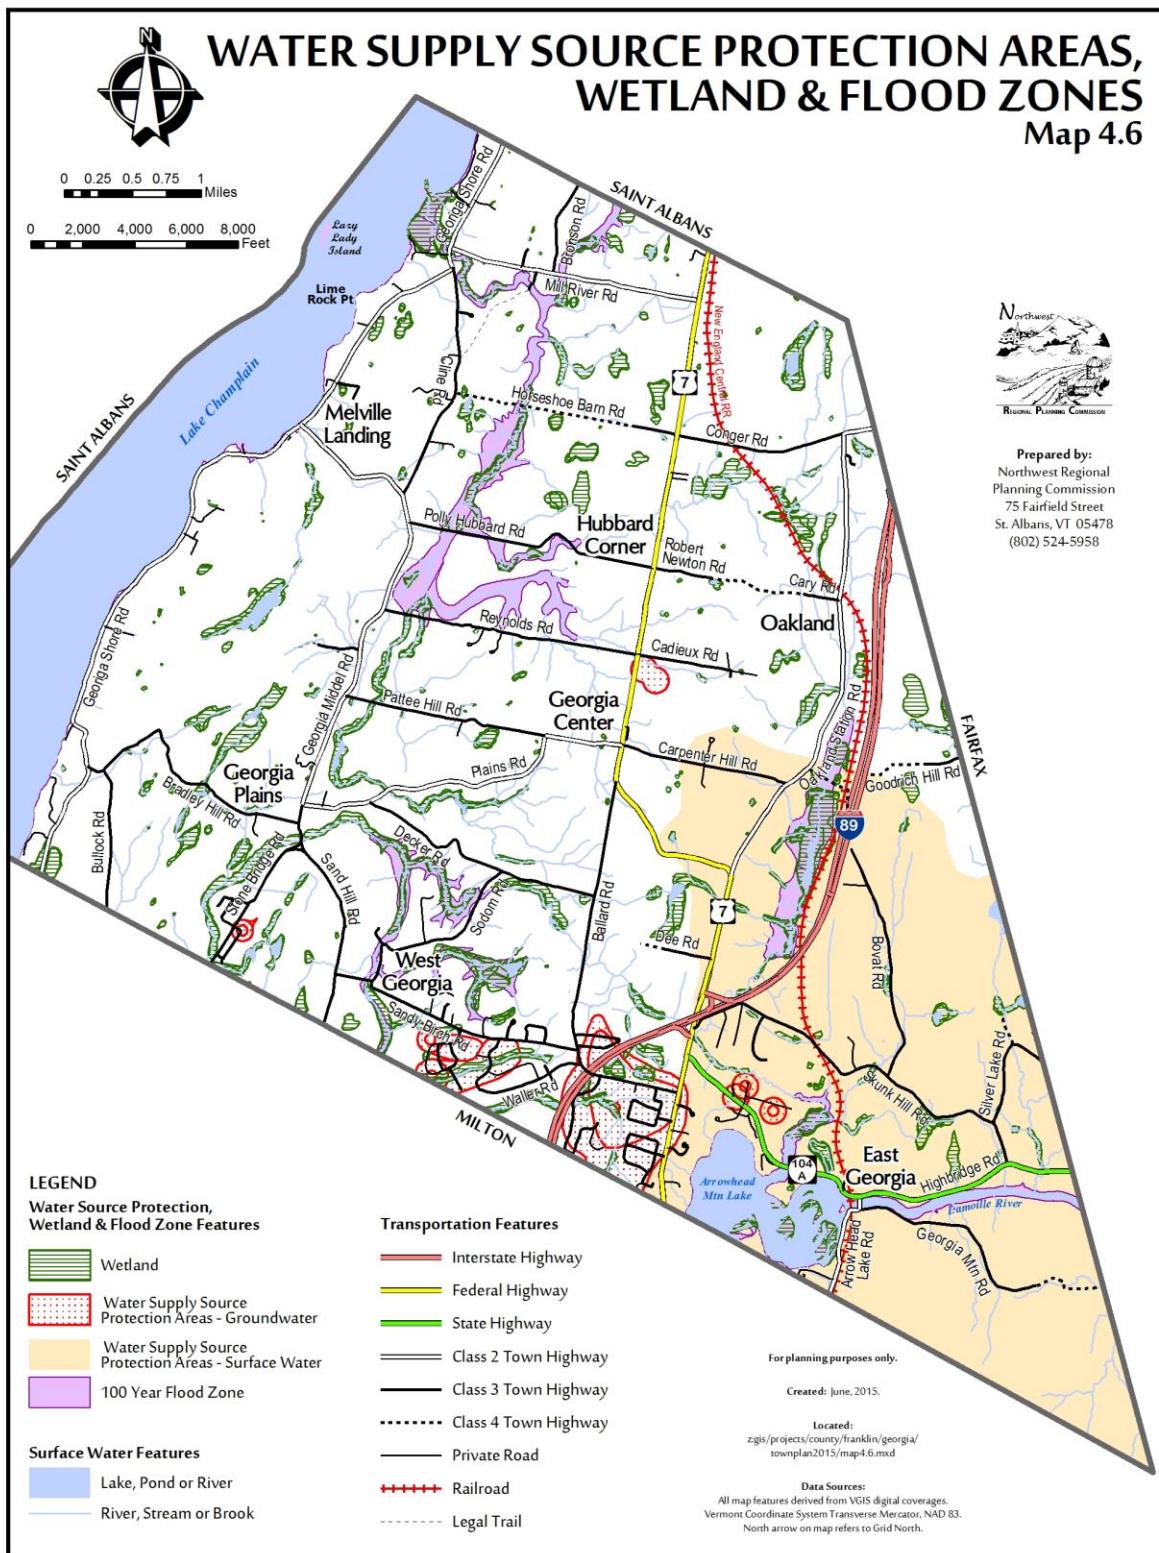 WATER SUPPLY SOURCE PROTECTION AREAS,
WETLAND & FLOOD ZONES
Map 4.6
N
0 0.25 0.5 0.75 1
Miles
0 2,000 4,000 6,000 8,000
Feet
SAINT ALBANS
Georgia Shore Rd
Bronson Rd
Lazy
Lady
Island
Lime
Rock Pt
Mill River Rd
New England Central RR
Northwest
REGIONAL PLANNING COMMISSION
Prepared by:
Northwest Regional
Planning Commission
75 Fairfield Street
St. Albans, VT 05478
(802) 524-5958
Lake Champlain
SAINT ALBANS
Cline Rd
7
Melville
Landing
Horseshoe Barn Rd
Conger Rd
Polly Hubbard Rd
Hubbard
Corner
Robert
Newton Rd
Cary Rd
Oakland
Georgia Shore Rd
Reynolds Rd
Cadieux Rd
Georgia Middel Rd
Pattee Hill Rd
Georgia
Center
Oakland Station Rd
FAIRFAX
Carpenter Hill Rd
Goodrich Hill Rd
Plains Rd
Georgia
Plains
Bradley Hill Rd
Bullock Rd
Stone Bridge Rd
Sand Hill Rd
Decker Rd
89
Sodom Rd
Ballard Rd
7
Dee Rd
Bovat Rd
West
Georgia
Sandy Birch Rd
Waller Rd
Skunk Hill Rd
Silver Lake Rd
MILTON
104
A
East
Georgia
Highbridge Rd
Arrowhead
Mtn Lake
Lamoille River
Arrow Head
Lake Rd
Georgia Mtn Rd
LEGEND
Water Source Protection,
Wetland & Flood Zone Features
Wetland
Water Supply Source
Protection Areas - Groundwater
Water Supply Source
Protection Areas - Surface Water
100 Year Flood Zone
Surface Water Features
Lake, Pond or River
River, Stream or Brook
Transportation Features
Interstate Highway
Federal Highway
State Highway
Class 2 Town Highway
Class 3 Town Highway
Class 4 Town Highway
Private Road
Railroad
Legal Trail
For planning purposes only.
Created: June, 2015.
Located:
z:gis/projects/county/franklin/georgia/
townplan2015/map4.6.mxd
Data Sources:
All map features derived from VGIS digital coverages.
Vermont Coordinate System Transverse Mercator, NAD 83.
North arrow on map refers to Grid North.